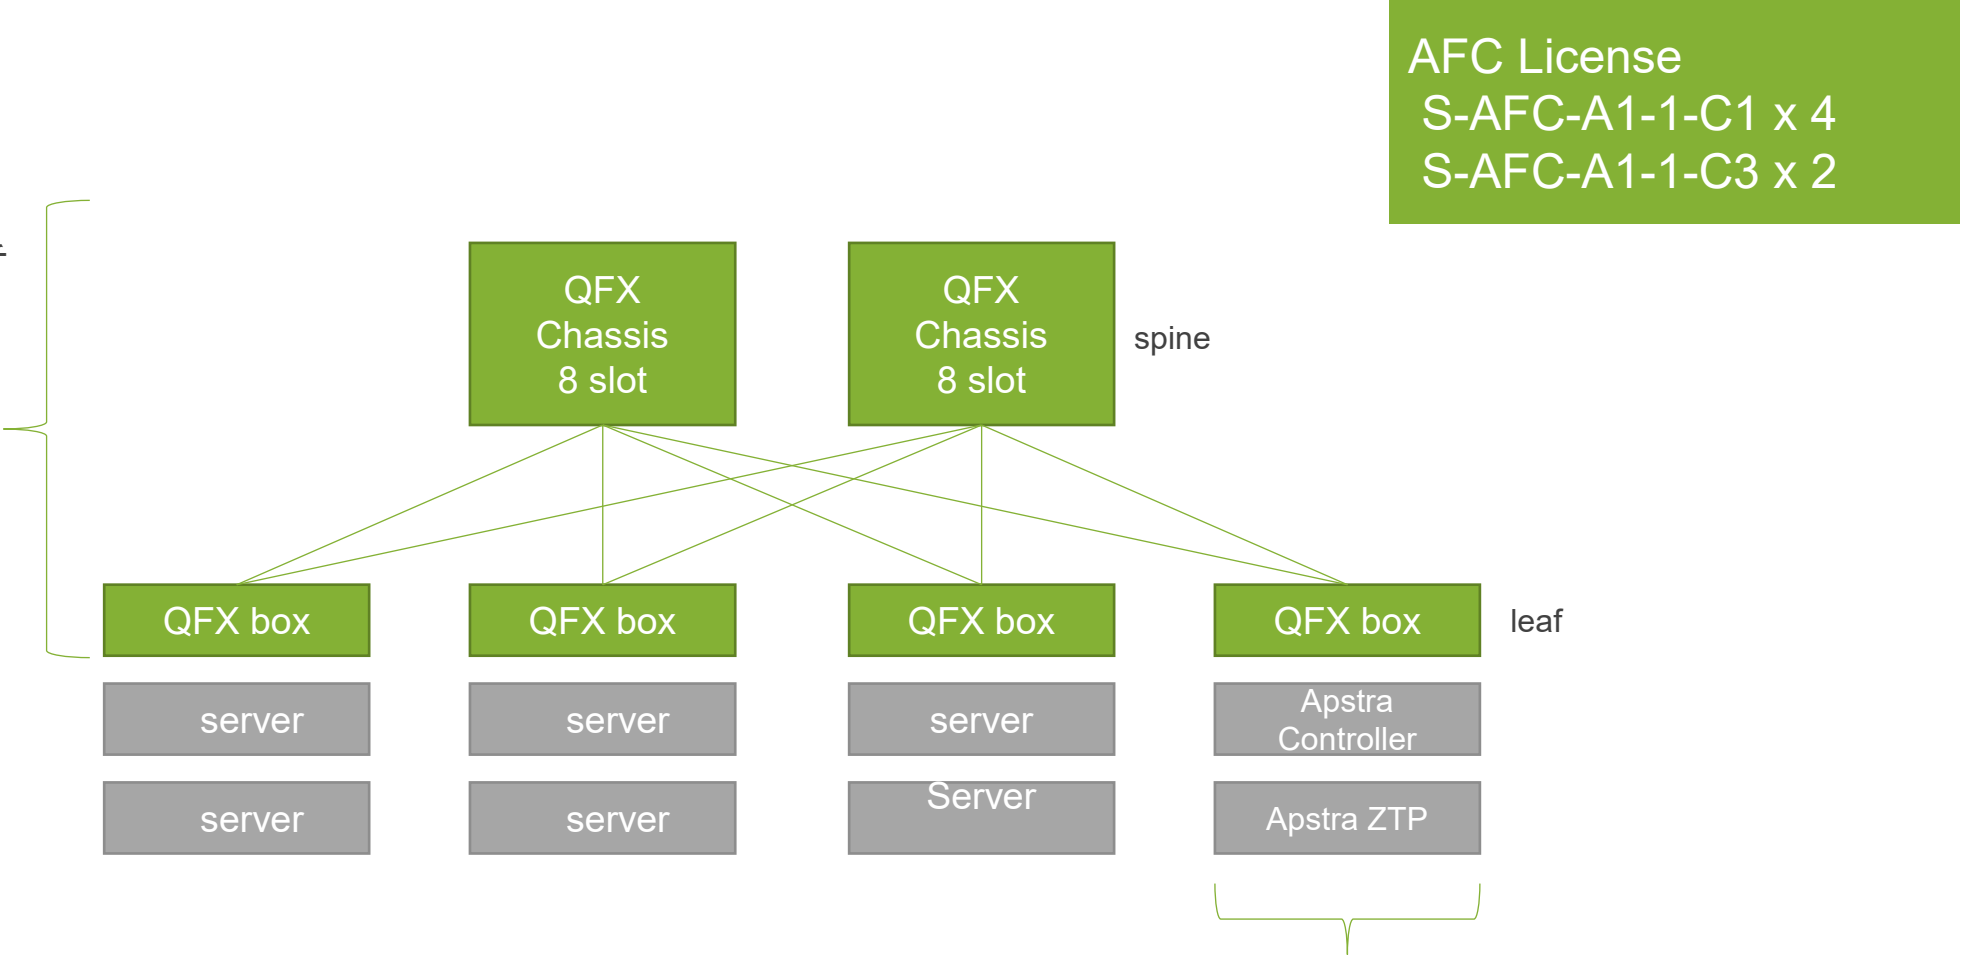 AFC License
S-AFC-A1-1-C1 x 4
S-AFC-A1-1-C3 x 2
QFX
Chassis
8 slot
QFX
Chassis
8 slot
spine
QFX box
QFX box
QFX box
QFX box
leaf
server
server
server
Apstra
Controller
server
server
Server
Apstra ZTP